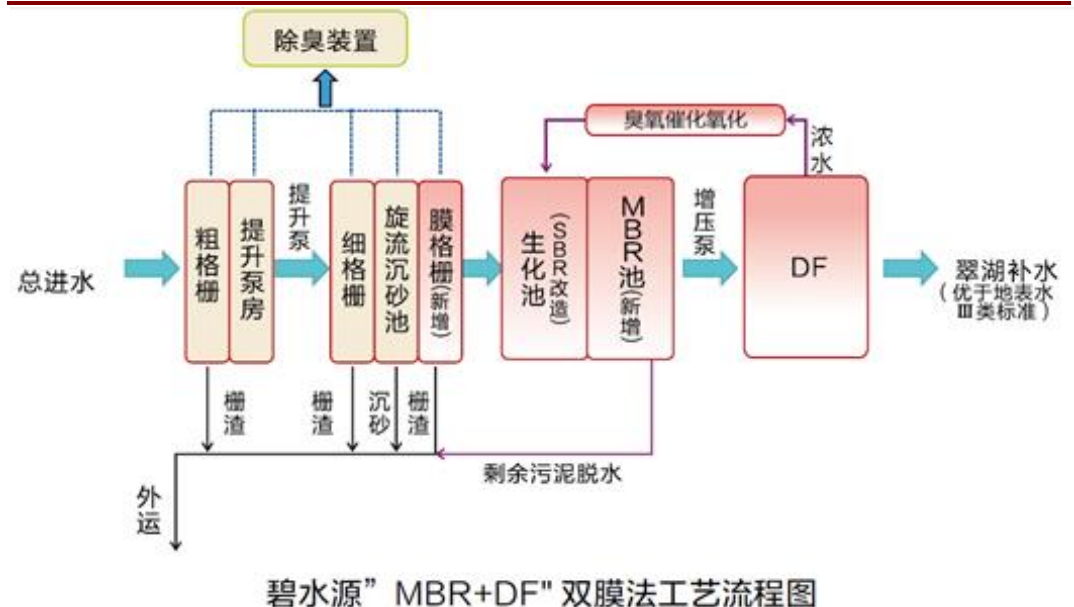 除臭装置
臭氧催化氧化
浓水
总进水
粗格栅
提升泵房
提升泵
细格栅
旋流沉砂池
膜格栅(新增)
生化池
(SBR改造)
MBR池(新增)
增压泵
DF
翠湖补水
(优于地表水
Ⅲ类标准)
栅渣
栅渣
沉砂
栅渣
剩余污泥脱水
外运
碧水源”MBR+DF"双膜法工艺流程图